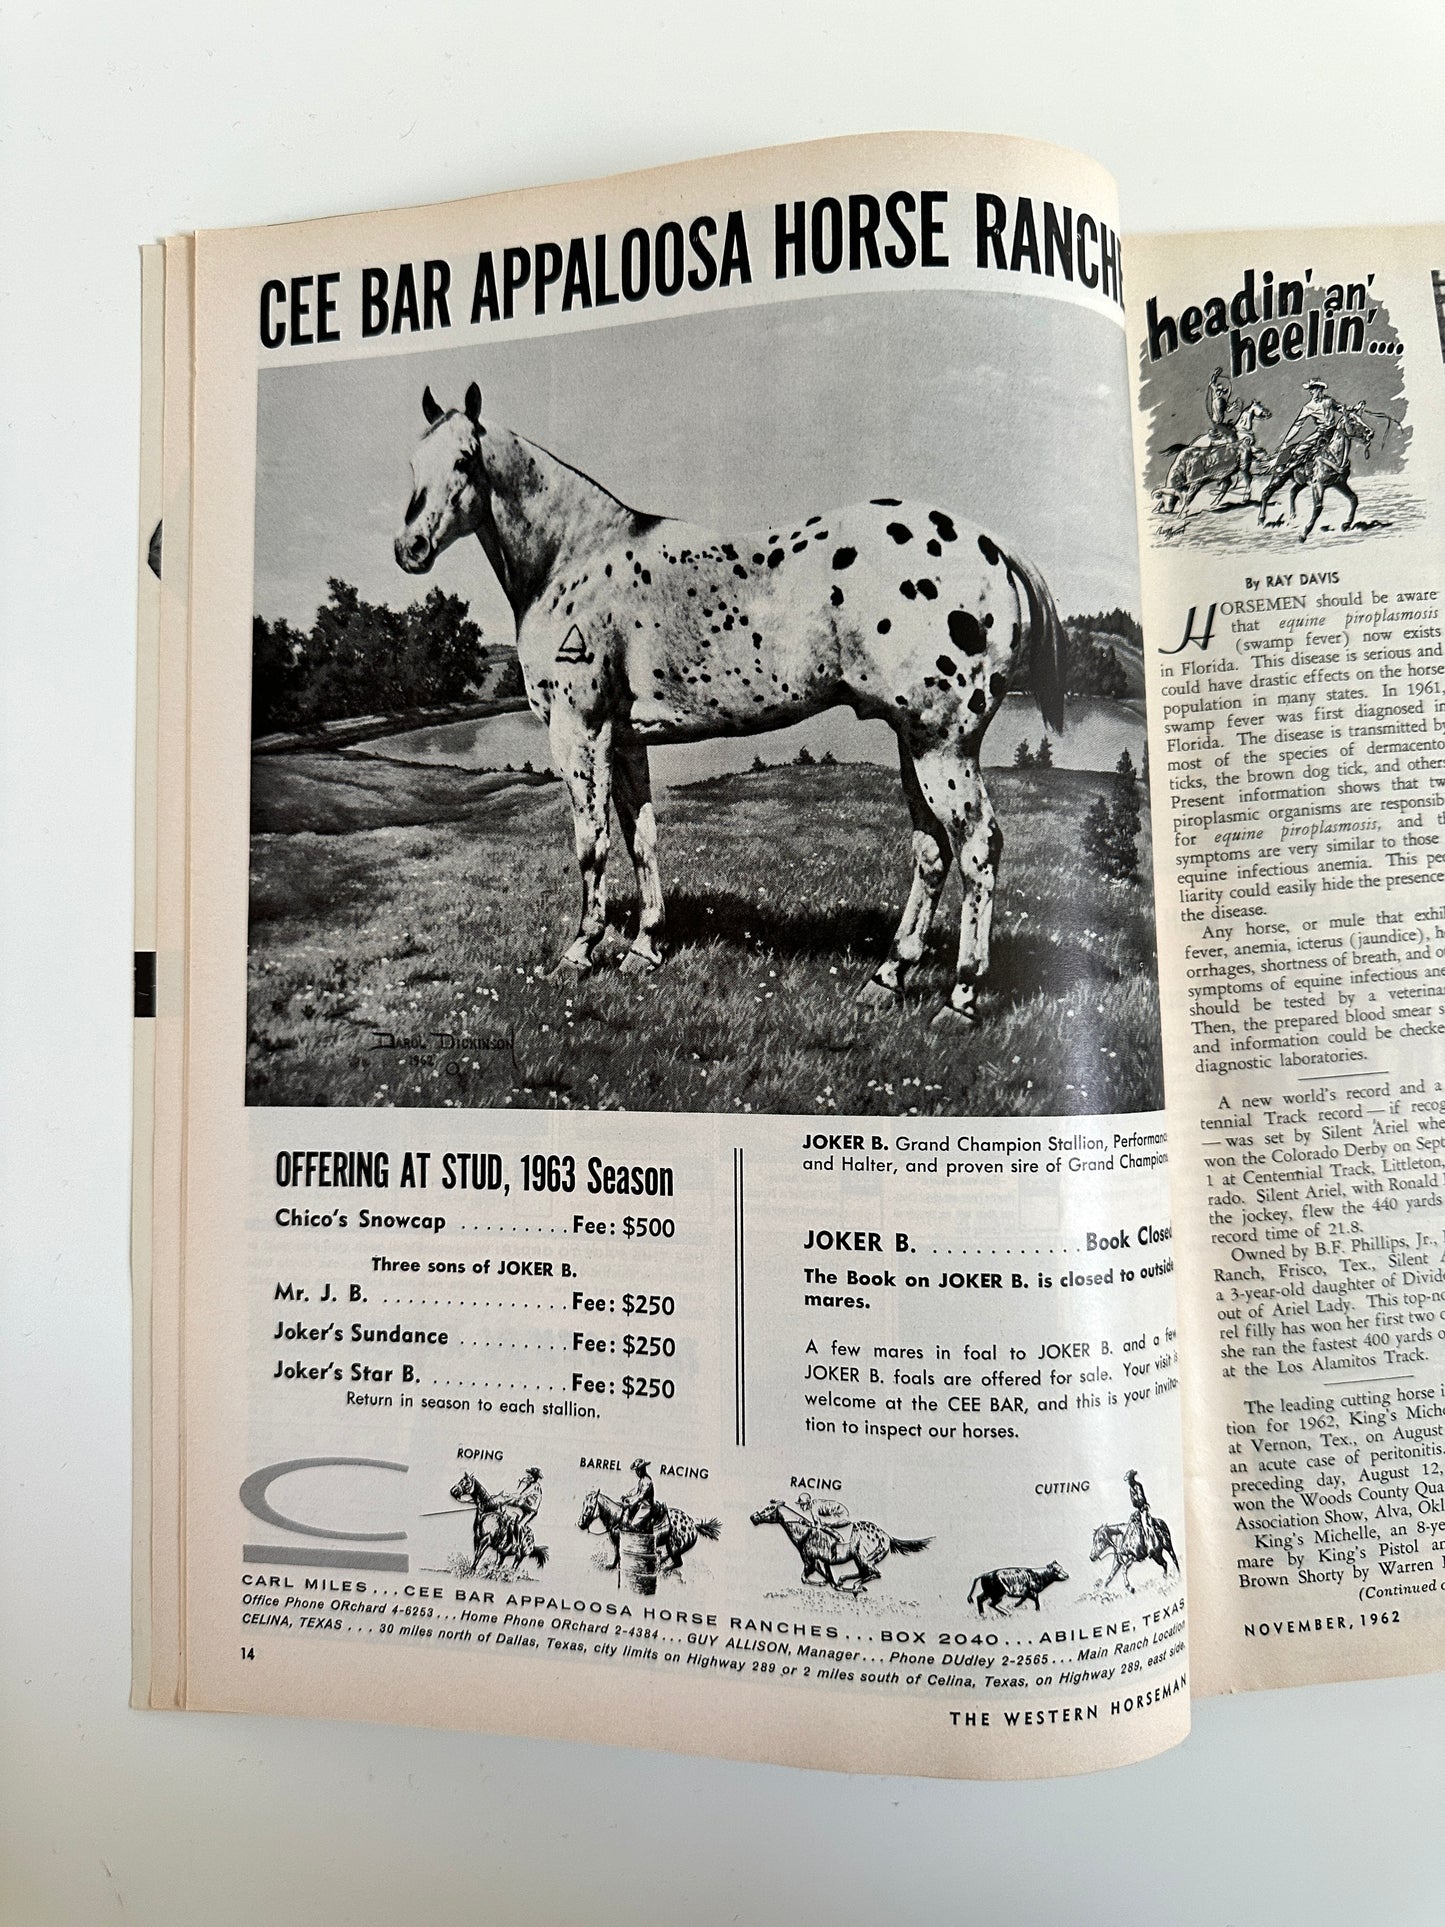 CEE BAR APPALOOSA HORSE RANCHE
DAROL DICKINSON
1962
OFFERING AT STUD, 1963 Season
Chico's Snowcap ......... Fee: $500
Three sons of JOKER B.
Mr. J. B. ............... Fee: $250
Joker's Sundance ......... Fee: $250
Joker's Star B. .......... Fee: $250
Return in season to each stallion.
JOKER B. Grand Champion Stallion, Performanc
and Halter, and proven sire of Grand Champion
JOKER B. ........... Book Closed
The Book on JOKER B. is closed to outside
mares.
A few mares in foal to JOKER B. and a few
JOKER B. foals are offered for sale. Your visit is
welcome at the CEE BAR, and this is your invita-
tion to inspect our horses.
ROPING
BARREL RACING
RACING
CUTTING
CARL MILES...CEE BAR APPALOOSA HORSE RANCHES...BOX 2040...ABILENE, TEXAS
Office Phone ORchard 4-6253...Home Phone ORchard 2-4384...GUY ALLISON, Manager...Phone DUdley 2-2565...Main Ranch Location
CELINA, TEXAS...30 miles north of Dallas, Texas, city limits on Highway 289 or 2 miles south of Celina, Texas, on Highway 289, east side.
14
THE WESTERN HORSEMAN
headin' an'
heelin'....
By RAY DAVIS
HORSEMEN should be aware
that equine piroplasmosis
(swamp fever) now exists
in Florida. This disease is serious and
could have drastic effects on the horse
population in many states. In 1961,
swamp fever was first diagnosed in
Florida. The disease is transmitted by
most of the species of dermacento
ticks, the brown dog tick, and others
Present information shows that tw
piroplasmic organisms are responsib
for equine piroplasmosis, and th
symptoms are very similar to those
equine infectious anemia. This pec
liarity could easily hide the presence
the disease.
Any horse, or mule that exhil
fever, anemia, icterus (jaundice), he
orrhages, shortness of breath, and o
symptoms of equine infectious ane
should be tested by a veterinar
Then, the prepared blood smear s
and information could be checke
diagnostic laboratories.
A new world's record and a
tennial Track record—if recog
—was set by Silent Ariel whe
won the Colorado Derby on Sept
1 at Centennial Track, Littleton,
rado. Silent Ariel, with Ronald
the jockey, flew the 440 yards
record time of 21.8.
Owned by B.F. Phillips, Jr.,
Ranch, Frisco, Tex., Silent A
a 3-year-old daughter of Divid
out of Ariel Lady. This top-no
rel filly has won her first two
she ran the fastest 400 yards o
at the Los Alamitos Track.
The leading cutting horse i
tion for 1962, King's Miche
at Vernon, Tex., on August
an acute case of peritonitis.
preceding day, August 12,
won the Woods County Qua
Association Show, Alva, Okl
King's Michelle, an 8-ye
mare by King's Pistol an
Brown Shorty by Warren
(Continued
NOVEMBER, 1962